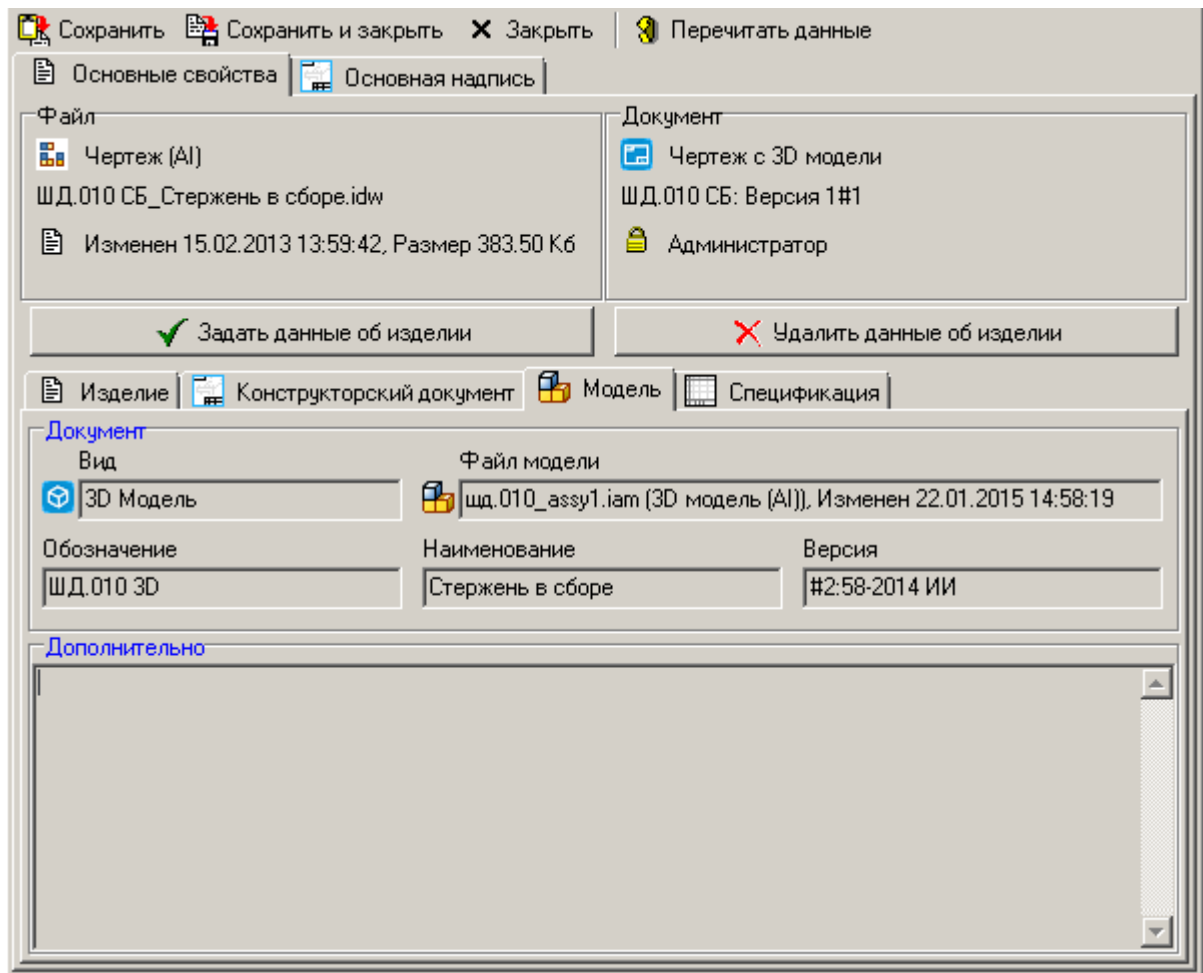 Сохранить Сохранить и закрыть Закрыть Перечитать данные
Основные свойства Основная надпись
Файл Документ
Чертеж (AI) Чертеж с 3D модели
ШД.010 СБ_Стержень в сборе.idw ШД.010 СБ: Версия 1#1
Изменен 15.02.2013 13:59:42, Размер 383.50 Кб Администратор
Задать данные об изделии Удалить данные об изделии
Изделие Конструкторский документ Модель Спецификация
Документ
Вид Файл модели
3D Модель щд.010_assy1.iam (3D модель (AI)), Изменен 22.01.2015 14:58:19
Обозначение Наименование Версия
ШД.010 3D Стержень в сборе #2:58-2014 ИИ
Дополнительно